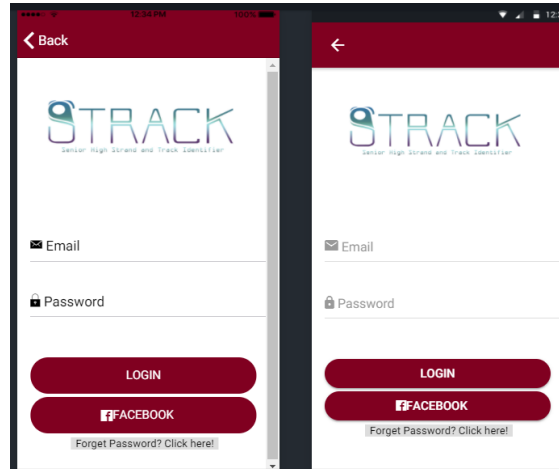 12:34 PM
100%
Back
STRACK
Senior High Strand and Track Identifier
Email
Password
LOGIN
FACEBOOK
Forget Password? Click here!
STRACK
Senior High Strand and Track Identifier
Email
Password
LOGIN
FACEBOOK
Forget Password? Click here!